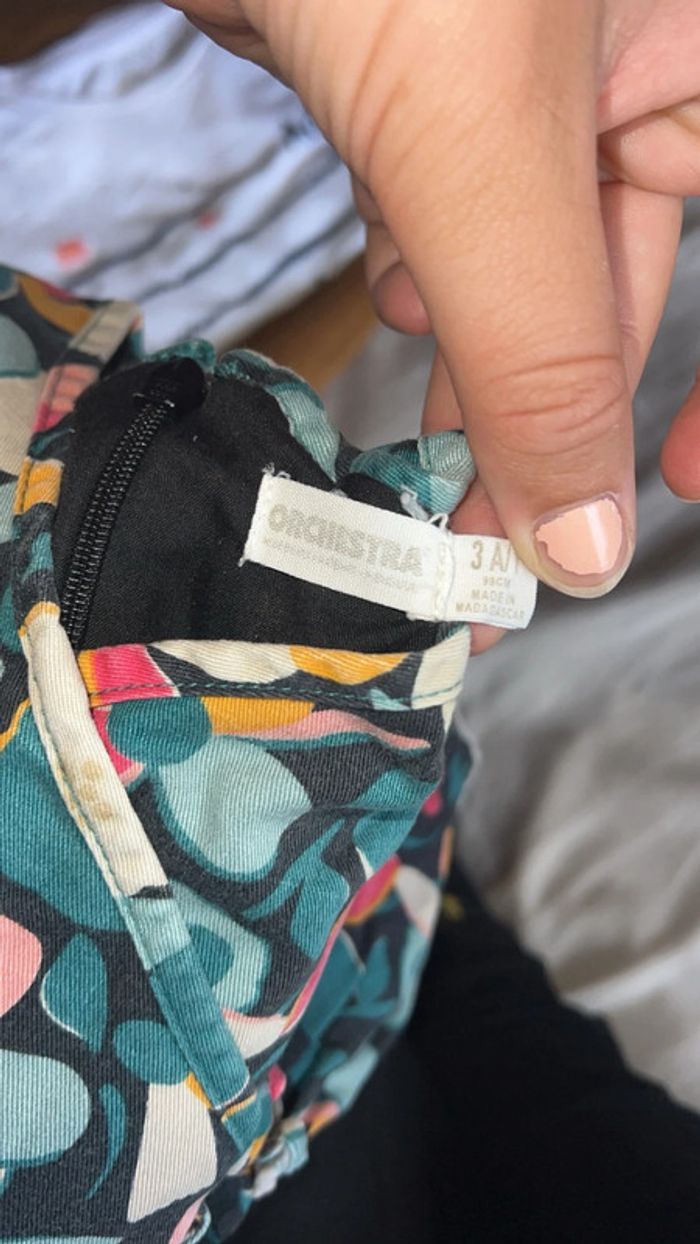 ORCHESTRA
3 A/
98CM
MADE IN
MADAGASCAR